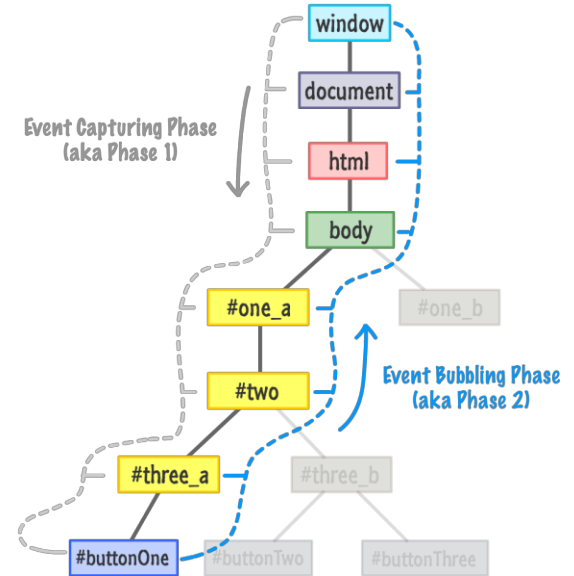 window
document
Event Capturing Phase
(aka Phase 1)
html
body
#one_a
#one_b
Event Bubbling Phase
(aka Phase 2)
#two
#three_a
#three_b
#buttonOne
#buttonTwo
#buttonThree